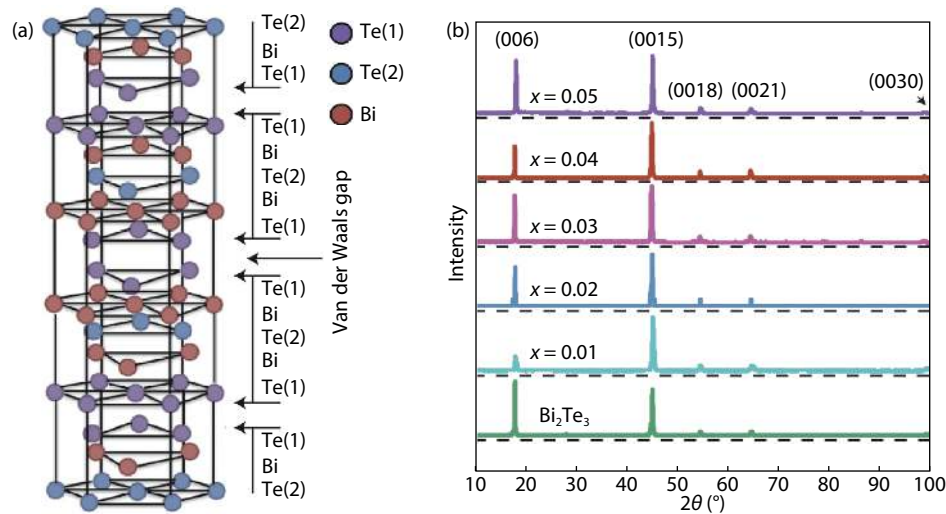 (a)
Te(2)
Bi
Te(1)
Te(1)
Bi
Te(2)
Bi
Te(1)
Te(1)
Bi
Te(2)
Bi
Te(1)
Te(1)
Bi
Te(2)
Te(1)
Te(2)
Bi
Van der Waals gap
(b)
(006)
(0015)
(0018)
(0021)
(0030)
x = 0.05
x = 0.04
x = 0.03
x = 0.02
x = 0.01
Bi₂Te₃
Intensity
10 20 30 40 50 60 70 80 90 100
2θ (°)